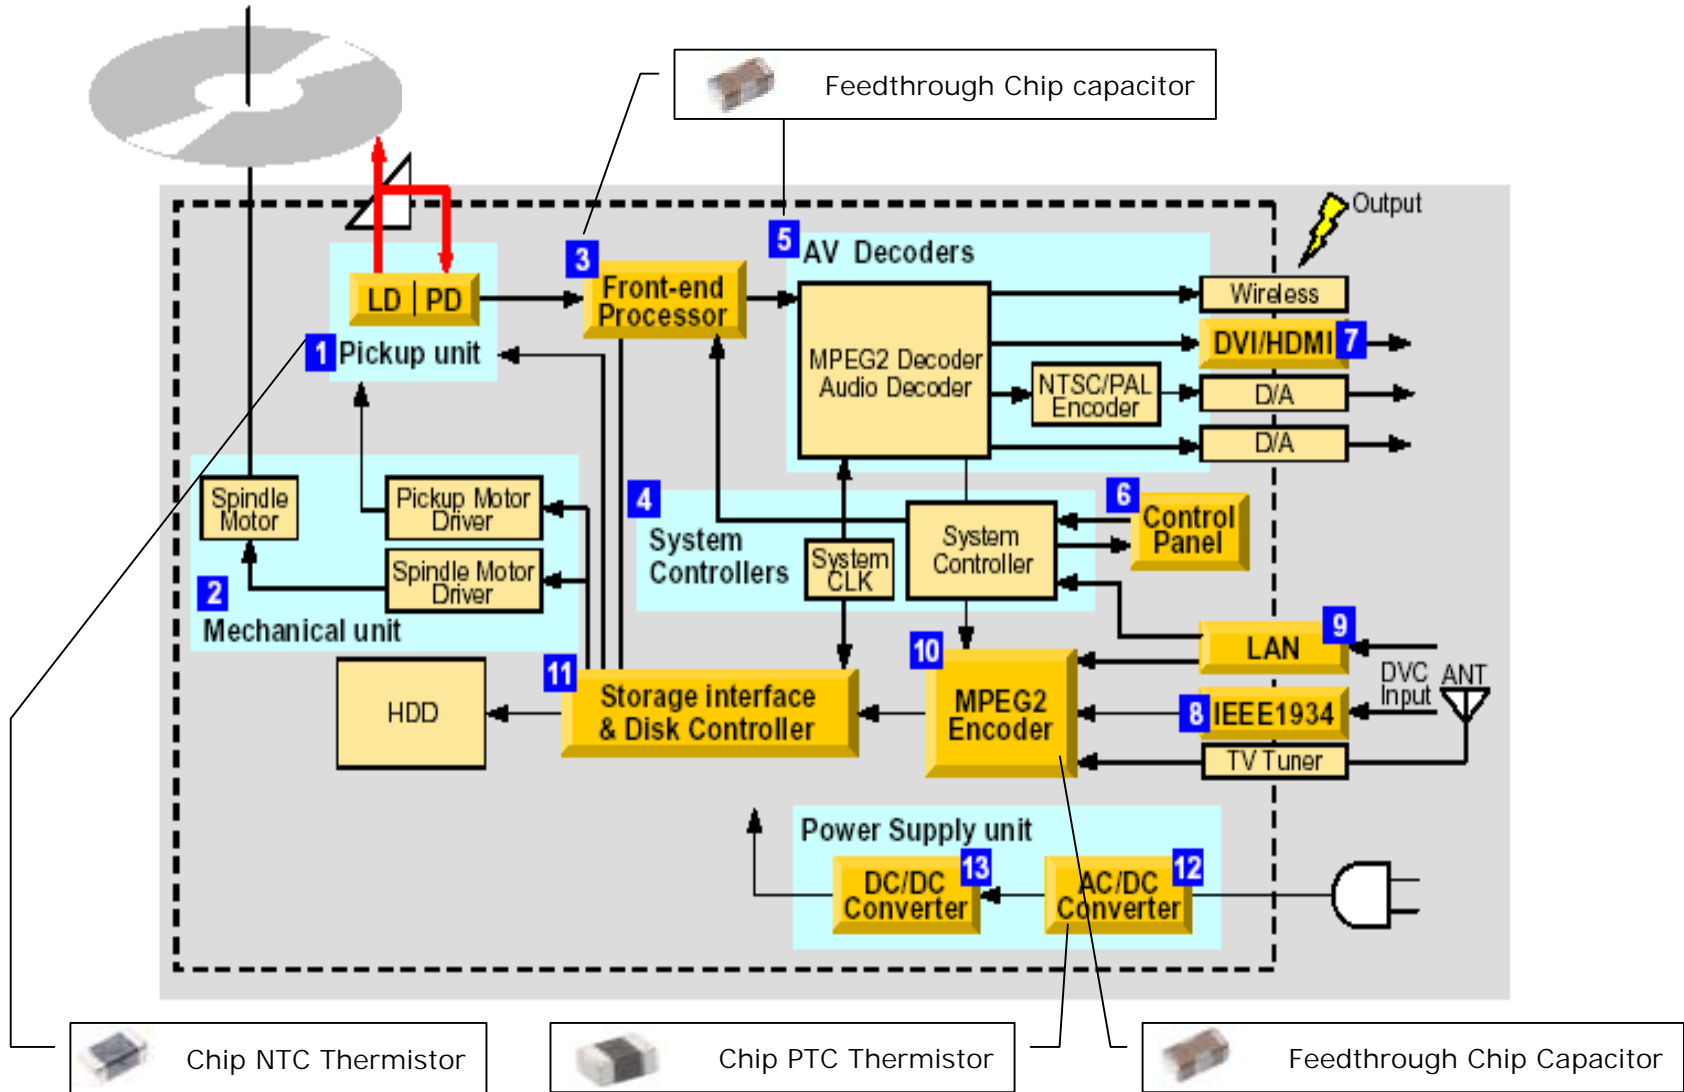 Feedthrough Chip capacitor
Output
5
AV Decoders
3
Front-end
Processor
LD
PD
Wireless
1
Pickup unit
MPEG2 Decoder
Audio Decoder
DVI/HDMI
7
NTSC/PAL
Encoder
D/A
D/A
Spindle
Motor
Pickup Motor
Driver
4
System
Controllers
6
Control
Panel
System
Controller
System
CLK
Spindle Motor
Driver
2
Mechanical unit
9
LAN
10
11
Storage interface
& Disk Controller
MPEG2
Encoder
DVC
Input
ANT
HDD
8
IEEE1934
TV Tuner
Power Supply unit
13
DC/DC
Converter
12
AC/DC
Converter
Chip NTC Thermistor
Chip PTC Thermistor
Feedthrough Chip Capacitor